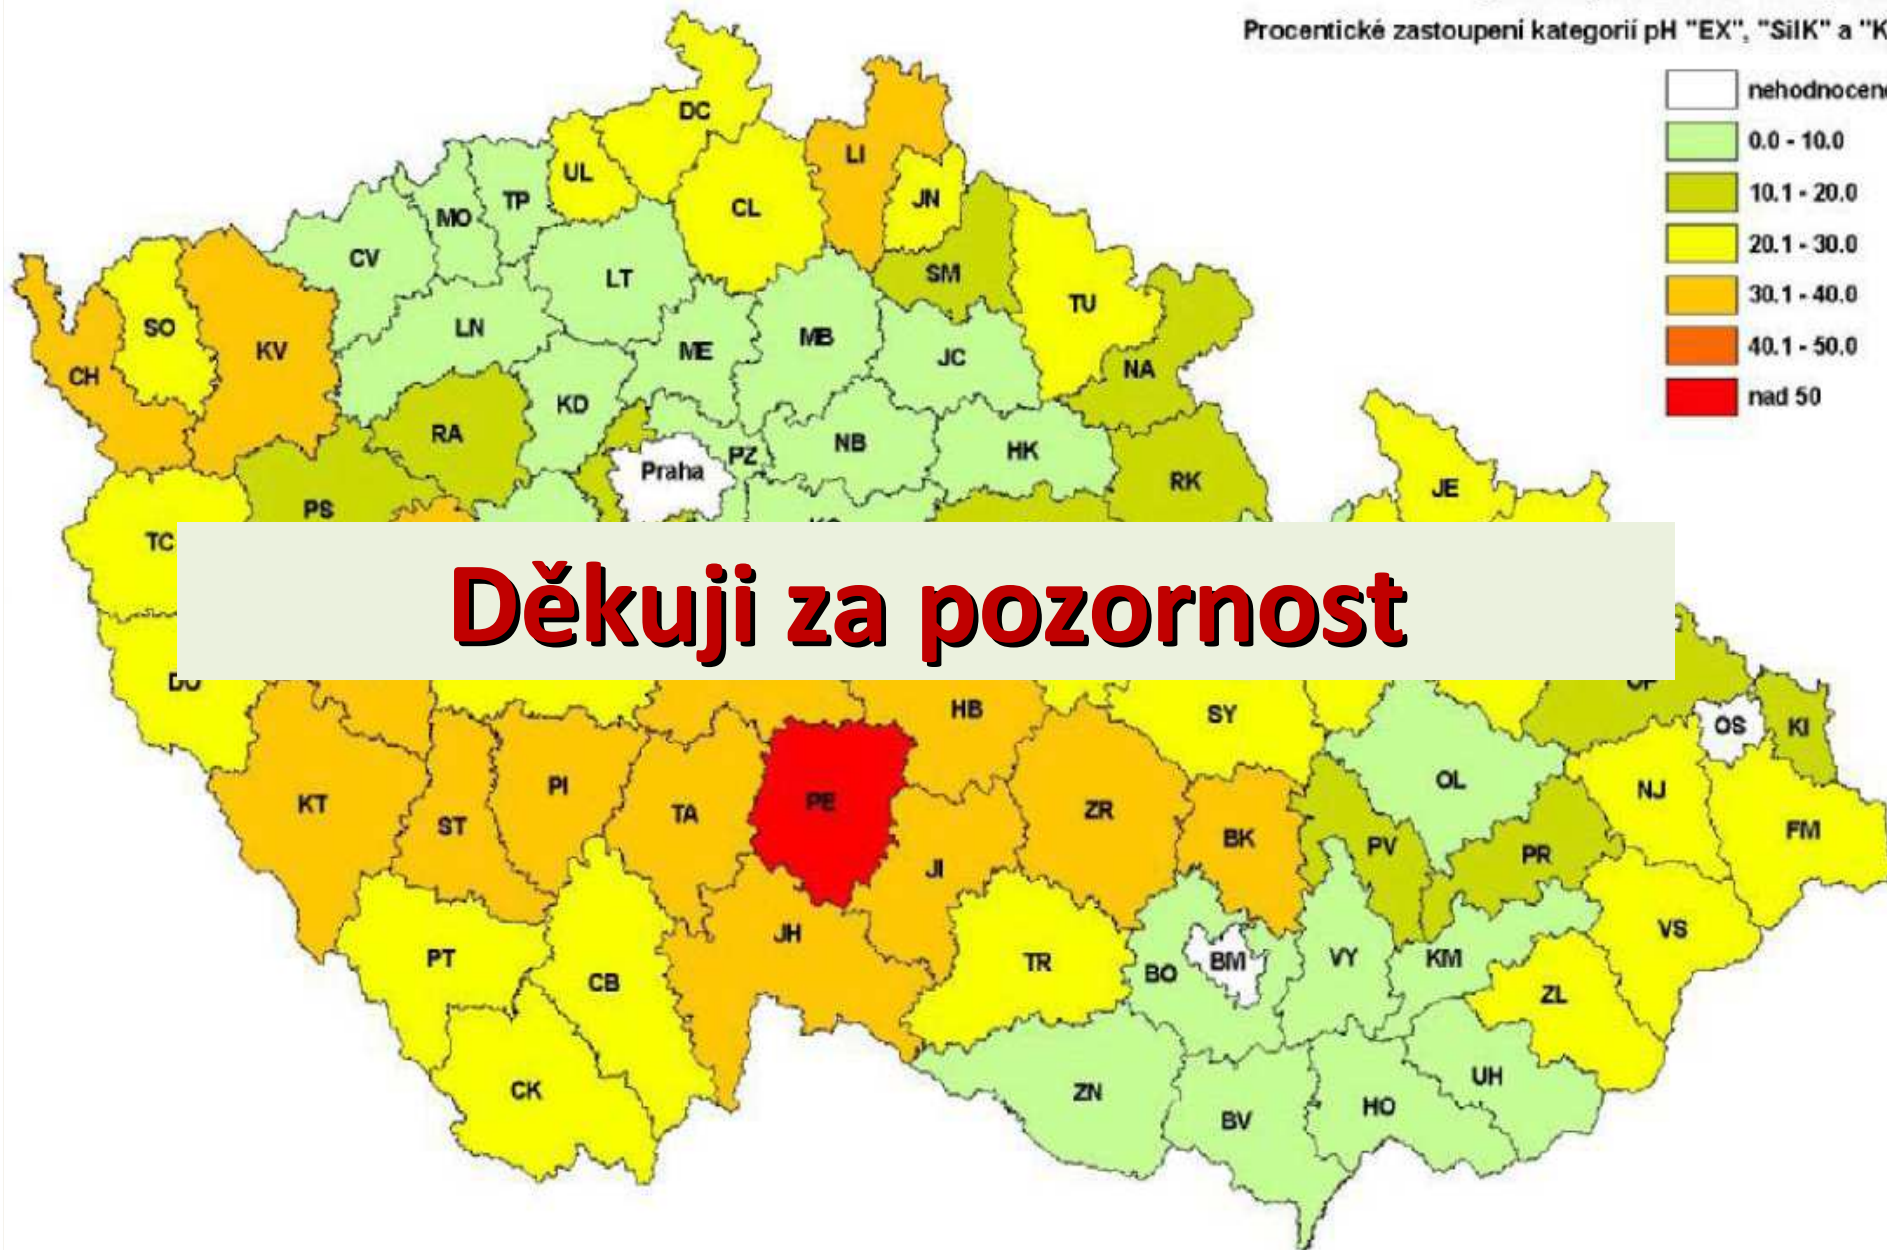 Procentické zastoupení kategorií pH "EX", "SilK" a "K
nehodnocene
0.0 - 10.0
10.1 - 20.0
20.1 - 30.0
30.1 - 40.0
40.1 - 50.0
nad 50
DC
LI
UL
TP
JN
CL
MO
CV
SM
LT
TU
SO
LN
MB
KV
ME
JC
NA
CH
KD
RA
NB
HK
PZ
Praha
RK
JE
PS
TC
Děkuji za pozornost
HB
SY
OS
KI
OL
NJ
PI
PE
KT
ZR
TA
ST
FM
BK
PV
PR
JI
VS
JH
PT
VY
KM
TR
BM
BO
CB
ZL
UH
CK
ZN
HO
BV